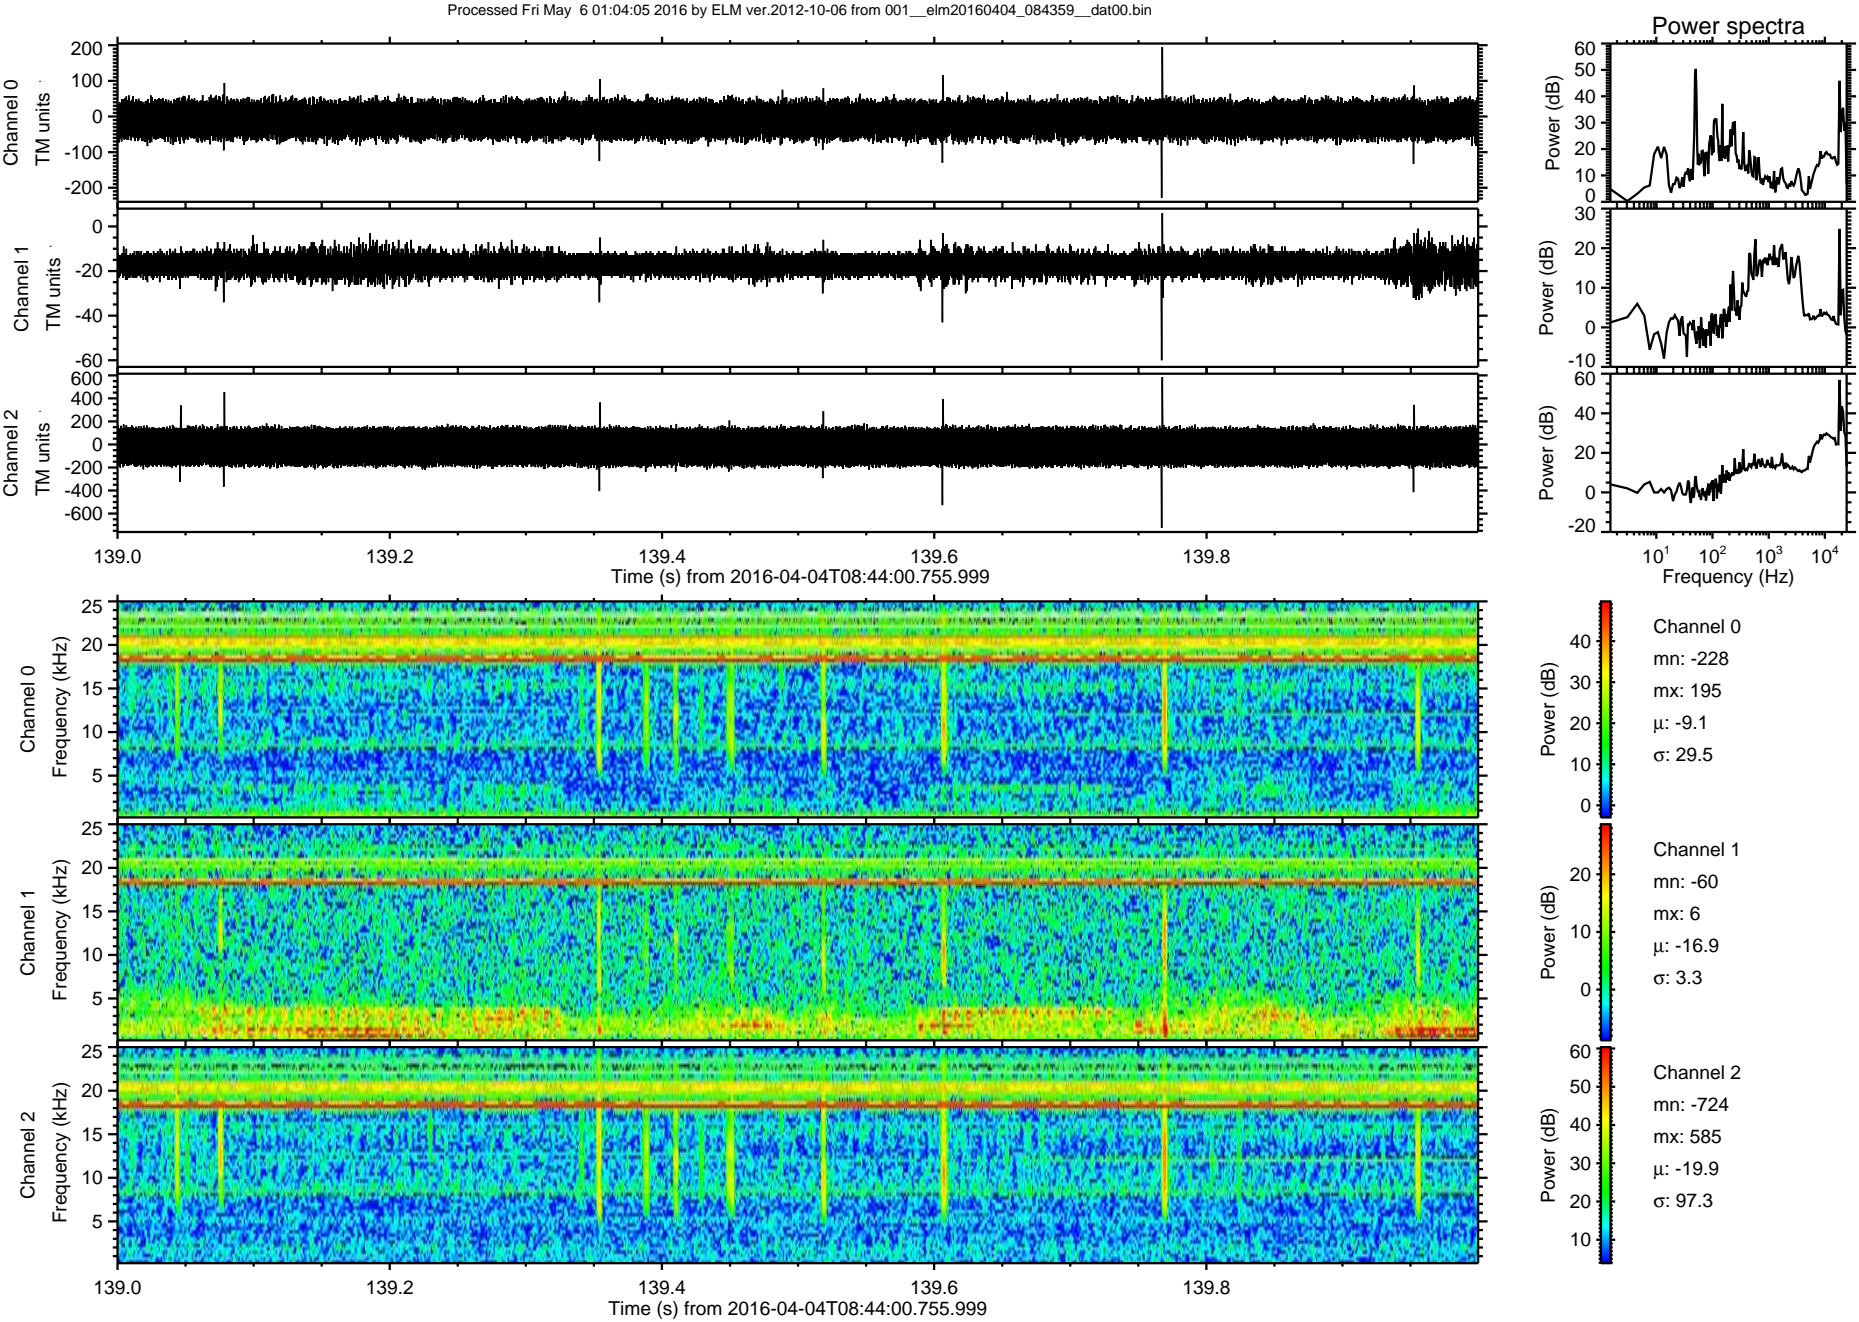 Processed Fri May  6 01:04:05 2016 by ELM ver.2012-10-06 from 001__elm20160404_084359__dat00.bin
Power spectra
Channel 0
TM units
200
100
0
-100
-200
Power (dB)
60
50
40
30
20
10
0
Channel 1
TM units
0
-20
-40
-60
Power (dB)
30
20
10
0
-10
Channel 2
TM units
600
400
200
0
-200
-400
-600
Power (dB)
60
40
20
0
-20
139.0 139.2 139.4 139.6 139.8
Time (s) from 2016-04-04T08:44:00.755.999
10^1 10^2 10^3 10^4
Frequency (Hz)
Channel 0
Frequency (kHz)
25
20
15
10
5
Power (dB)
40
30
20
10
0
Channel 0
mn: -228
mx: 195
μ: -9.1
σ: 29.5
Channel 1
Frequency (kHz)
25
20
15
10
5
Power (dB)
20
10
0
Channel 1
mn: -60
mx: 6
μ: -16.9
σ: 3.3
Channel 2
Frequency (kHz)
25
20
15
10
5
Power (dB)
60
50
40
30
20
10
Channel 2
mn: -724
mx: 585
μ: -19.9
σ: 97.3
139.0 139.2 139.4 139.6 139.8
Time (s) from 2016-04-04T08:44:00.755.999